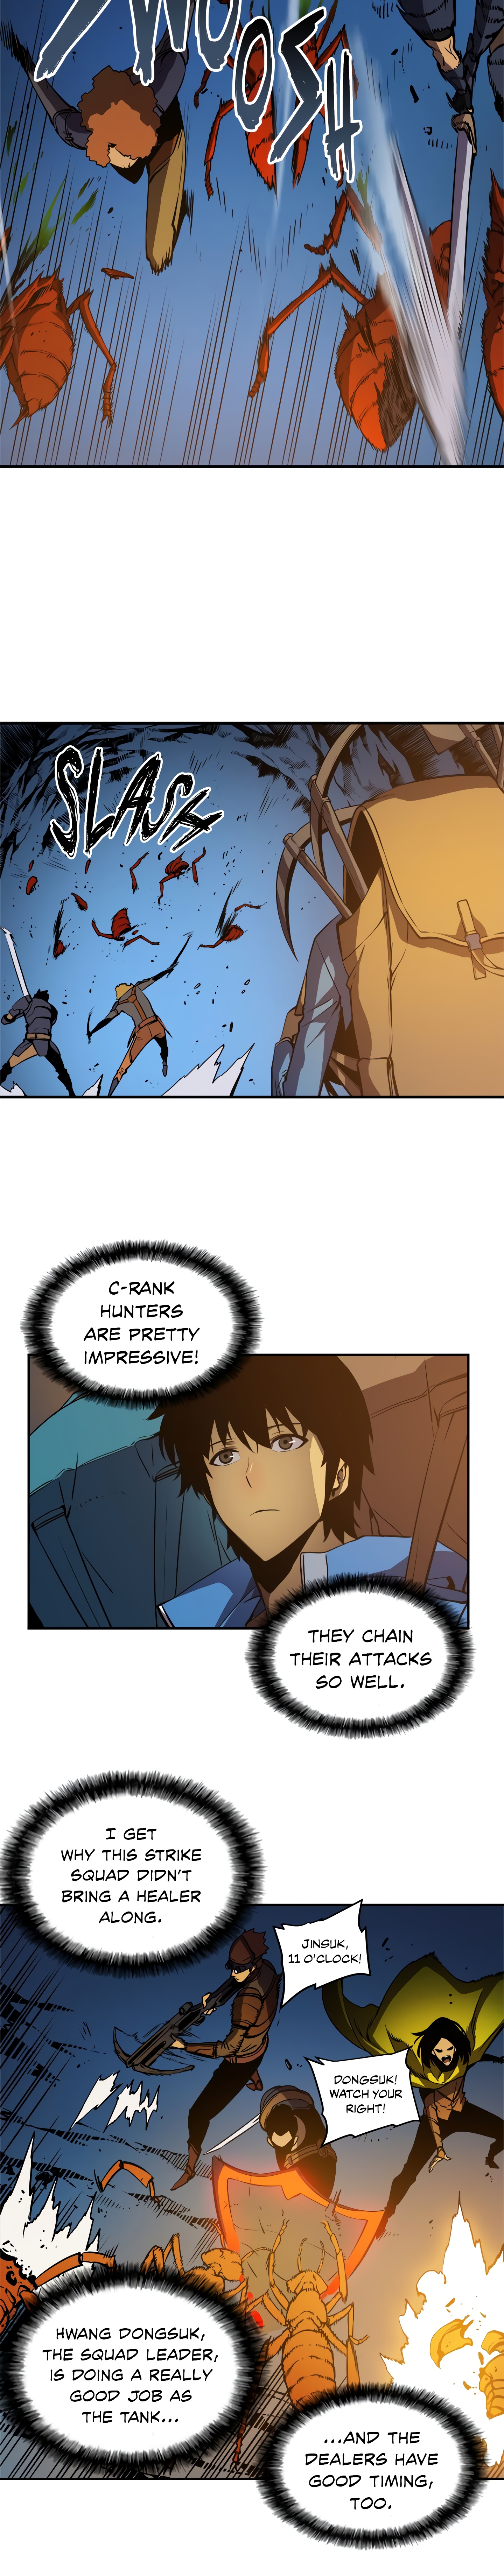 SWOOSH
SLASH
C-RANK
HUNTERS
ARE PRETTY
IMPRESSIVE!
THEY CHAIN
THEIR ATTACKS
SO WELL.
I GET
WHY THIS STRIKE
SQUAD DIDN'T
BRING A HEALER
ALONG.
JINSUK,
11 O'CLOCK!
DONGSUK!
WATCH YOUR
RIGHT!
HWANG DONGSUK,
THE SQUAD LEADER,
IS DOING A REALLY
GOOD JOB AS
THE TANK...
...AND THE
DEALERS HAVE
GOOD TIMING,
TOO.